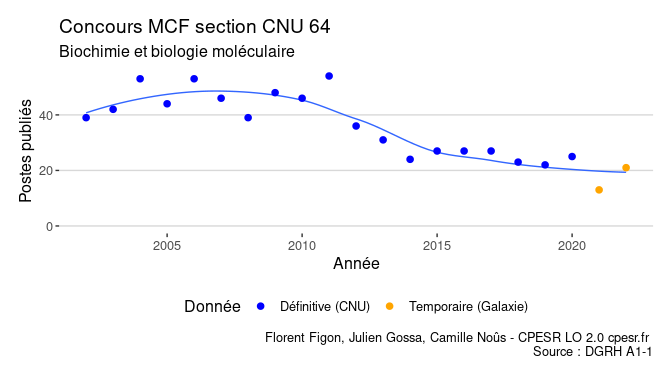 Concours MCF section CNU 64
Biochimie et biologie moléculaire
Postes publiés
40
20
0
2005 2010 2015 2020
Année
Donnée Définitive (CNU) Temporaire (Galaxie)
Florent Figon, Julien Gossa, Camille Noûs - CPESR LO 2.0 cpesr.fr
Source : DGRH A1-1